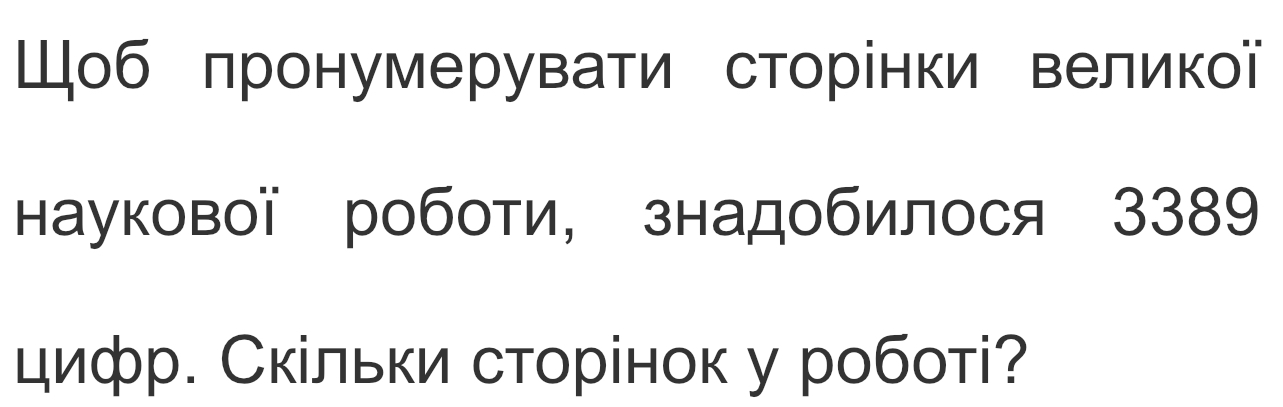 Щоб пронумерувати сторінки великої
наукової роботи, знадобилося 3389
цифр. Скільки сторінок у роботі?